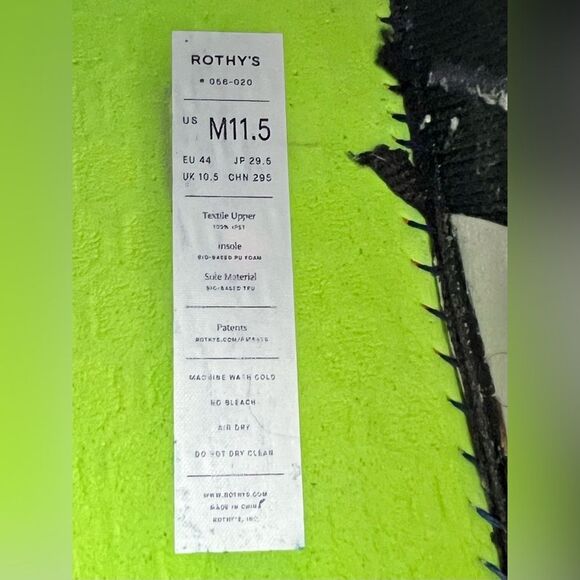 ROTHY'S
# 056-020
US M11.5
EU 44 JP 29.5
UK 10.5 CHN 295
Textile Upper
100% rPET
Insole
BIO-BASED PU FOAM
Sole Material
BIO-BASED TPU
Patents
MACHINE WASH COLD
NO BLEACH
AIR DRY
DO NOT DRY CLEAN
WWW.ROTHYS.COM
MADE IN CHINA
ROTHY'S, INC.